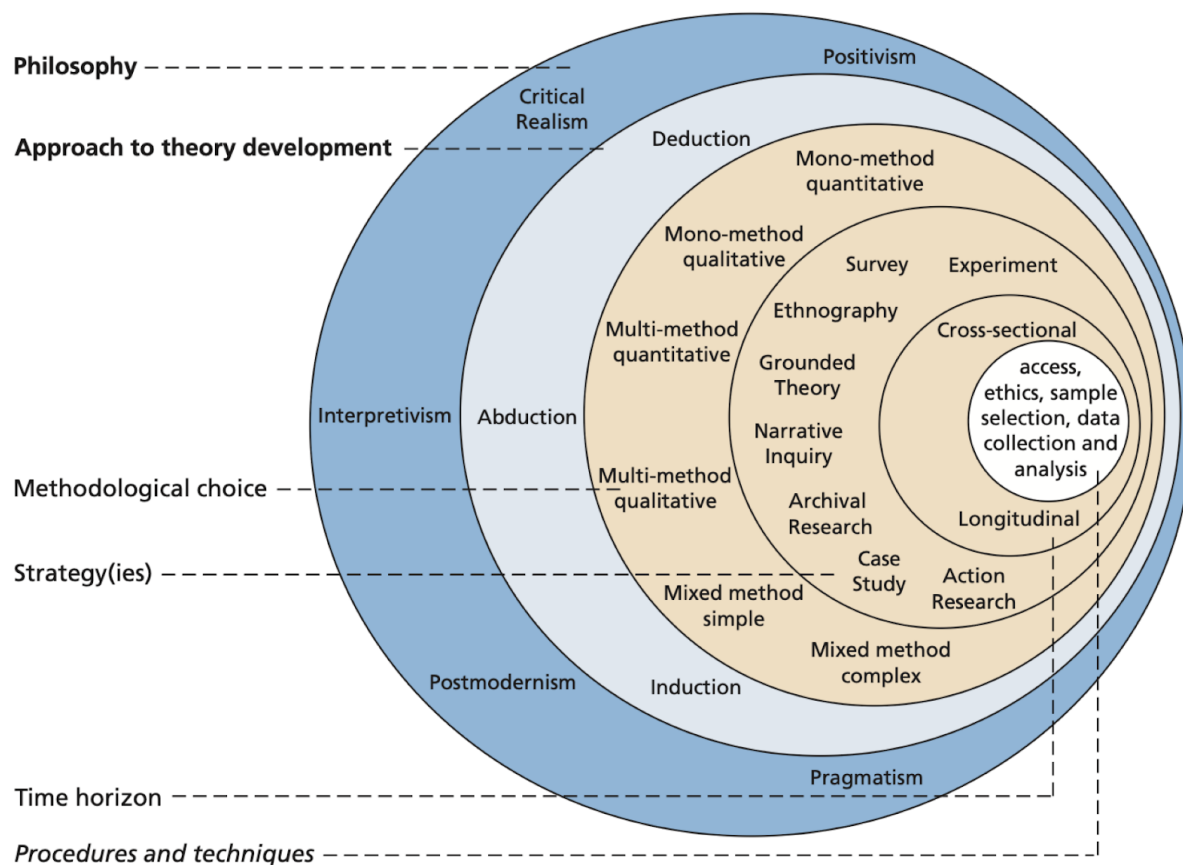 Philosophy
Positivism
Critical
Realism
Approach to theory development
Deduction
Mono-method
quantitative
Mono-method
qualitative
Survey
Experiment
Ethnography
Multi-method
quantitative
Cross-sectional
Grounded
Theory
access,
ethics, sample
selection, data
collection and
analysis
Interpretivism
Abduction
Narrative
Inquiry
Methodological choice
Multi-method
qualitative
Archival
Research
Longitudinal
Strategy(ies)
Case
Study
Action
Research
Mixed method
simple
Mixed method
complex
Postmodernism
Induction
Pragmatism
Time horizon
Procedures and techniques